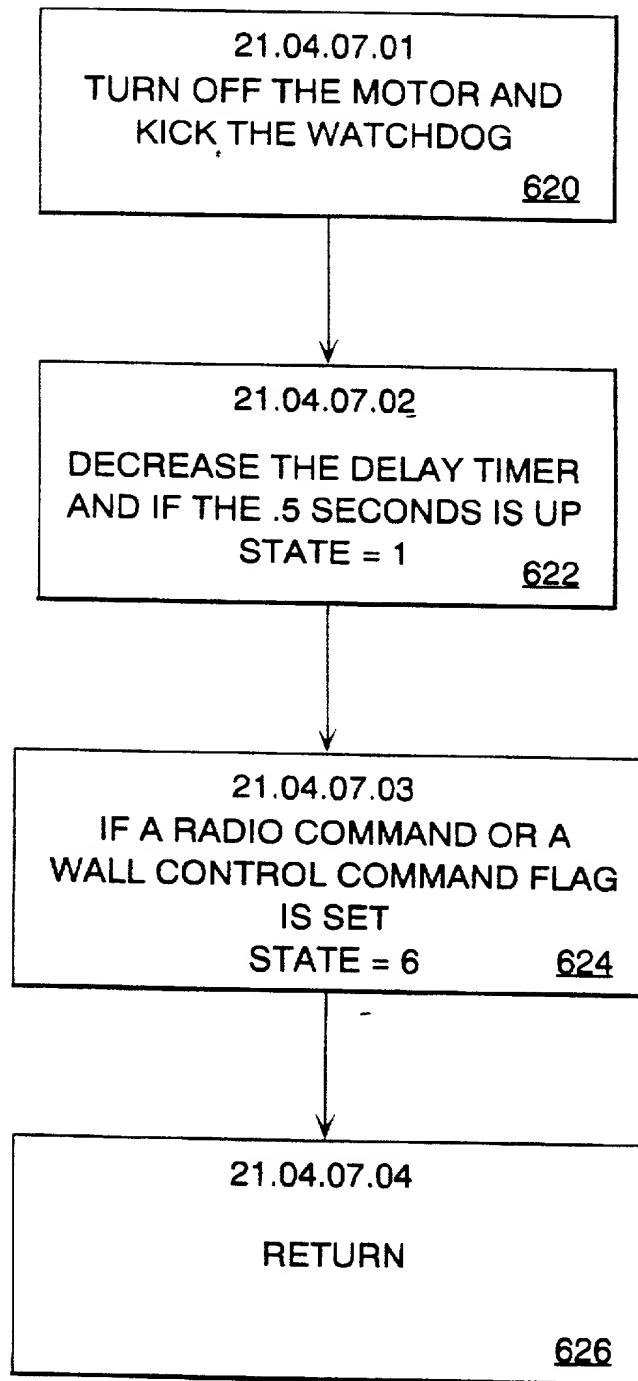 21.04.07.01
TURN OFF THE MOTOR AND
KICK THE WATCHDOG
620
21.04.07.02
DECREASE THE DELAY TIMER
AND IF THE .5 SECONDS IS UP
STATE = 1
622
21.04.07.03
IF A RADIO COMMAND OR A
WALL CONTROL COMMAND FLAG
IS SET
STATE = 6 624
21.04.07.04
RETURN
626